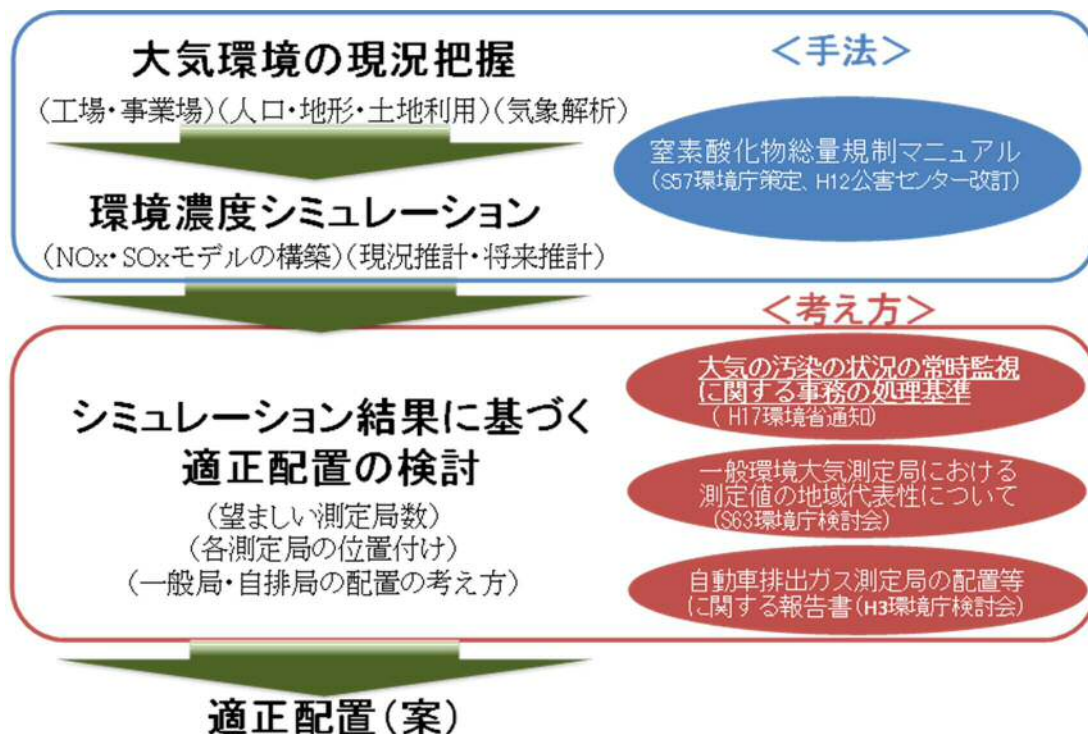 大気環境の現況把握
(工場・事業場)(人口・地形・土地利用)(気象解析)
環境濃度シミュレーション
(NOx・SOxモデルの構築)(現況推計・将来推計)
<手法>
窒素酸化物総量規制マニュアル
(S57環境庁策定、H12公害センター改訂)
シミュレーション結果に基づく
適正配置の検討
(望ましい測定局数)
(各測定局の位置付け)
(一般局・自排局の配置の考え方)
<考え方>
大気の汚染の状況の常時監視
に関する事務の処理基準
(H17環境省通知)
一般環境大気測定局における
測定値の地域代表性について
(S63環境庁検討会)
自動車排出ガス測定局の配置等
に関する報告書(H3環境庁検討会)
適正配置(案)